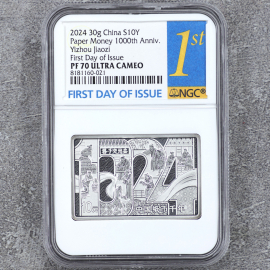 2024 30g China S10Y
Paper Money 1000th Anniv.
Yizhou Jiaozi
First Day of Issue
PF 70 ULTRA CAMEO
8181160-021
1st
FIRST DAY OF ISSUE
NGC
1024